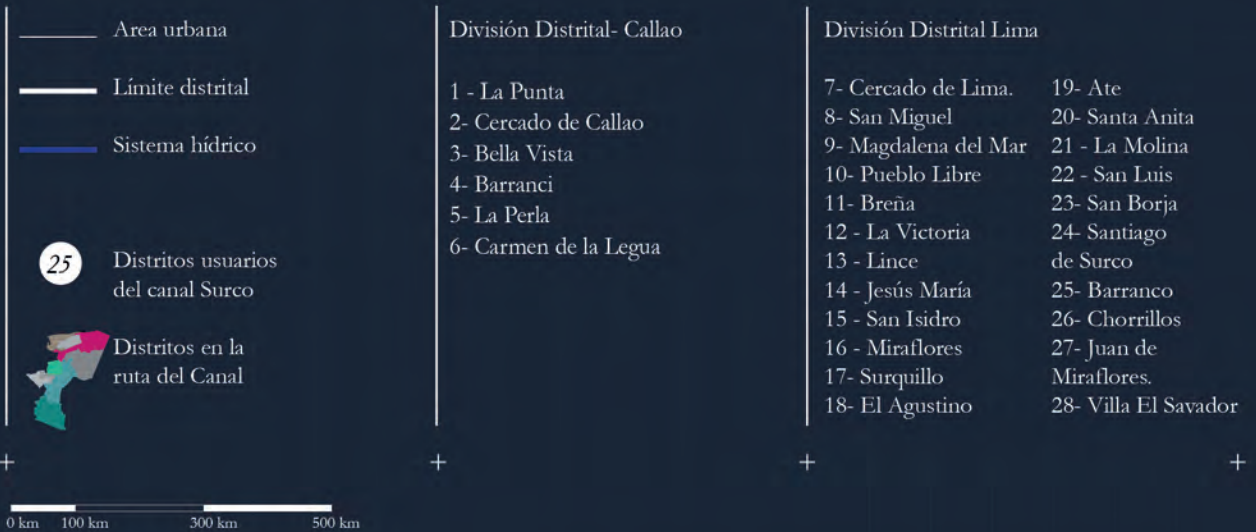 Area urbana
Límite distrital
Sistema hídrico
25
Distritos usuarios
del canal Surco
Distritos en la
ruta del Canal
0 km 100 km 300 km 500 km
División Distrital- Callao
1 - La Punta
2- Cercado de Callao
3- Bella Vista
4- Barranci
5- La Perla
6- Carmen de la Legua
División Distrital Lima
7- Cercado de Lima.
8- San Miguel
9- Magdalena del Mar
10- Pueblo Libre
11- Breña
12 - La Victoria
13 - Lince
14 - Jesús María
15 - San Isidro
16 - Miraflores
17- Surquillo
18- El Agustino
19- Ate
20- Santa Anita
21 - La Molina
22 - San Luis
23- San Borja
24- Santiago
de Surco
25- Barranco
26- Chorrillos
27- Juan de
Miraflores.
28- Villa El Savador